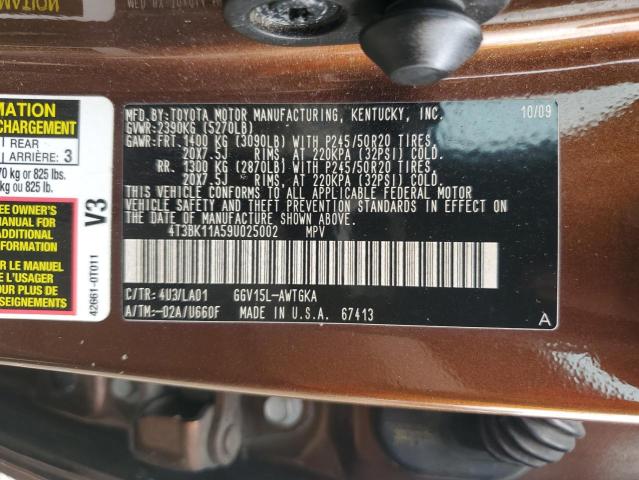 MFD.BY:TOYOTA MOTOR MANUFACTURING, KENTUCKY, INC. 10/09
GVWR:2390KG (5270LB)
GAWR:FRT.1400 KG (3090LB) WITH P245/50R20 TIRES,
20X7.5J RIMS, AT 220KPA (32PSI) COLD.
RR. 1300 KG (2870LB) WITH P245/50R20 TIRES,
20X7.5J RIMS, AT 220KPA (32PSI) COLD.
THIS VEHICLE CONFORMS TO ALL APPLICABLE FEDERAL MOTOR
VEHICLE SAFETY AND THEFT PREVENTION STANDARDS IN EFFECT ON
THE DATE OF MANUFACTURE SHOWN ABOVE.
4T3BK11A59U025002 MPV
C/TR: 4U3/LA01 GGV15L-AWTGKA
A/TM:-02A/U660F MADE IN U.S.A. 67413 A
MATION
CHARGEMENT
REAR
ARRIÈRE: 3
70 kg or 825 lbs.
kg ou 825 lb.
EE OWNER'S
MANUAL FOR
ADDITIONAL
INFORMATION
LE MANUEL
L'USAGER
PLUS DE
SEIGNEMENTS
V3
42661-0T011